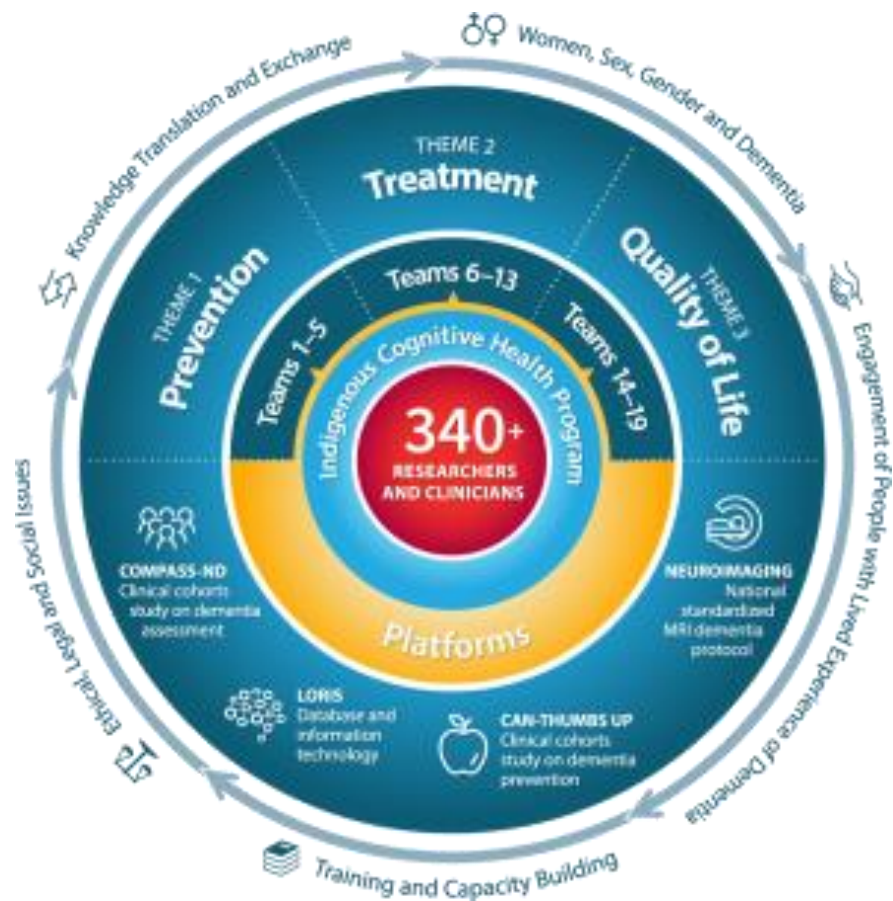 Women, Sex, Gender and Dementia
Engagement of People with Lived Experience of Dementia
Training and Capacity Building
Ethical, Legal and Social Issues
Knowledge Translation and Exchange
THEME 1
Prevention
THEME 2
Treatment
THEME 3
Quality of Life
Teams 1–5
Teams 6–13
Teams 14–19
Indigenous Cognitive Health Program
340+
RESEARCHERS
AND CLINICIANS
Platforms
COMPASS-ND
Clinical cohorts
study on dementia
assessment
LORIS
Database and
information
technology
CAN-THUMBS UP
Clinical cohorts
study on dementia
prevention
NEUROIMAGING
National
standardized
MRI dementia
protocol